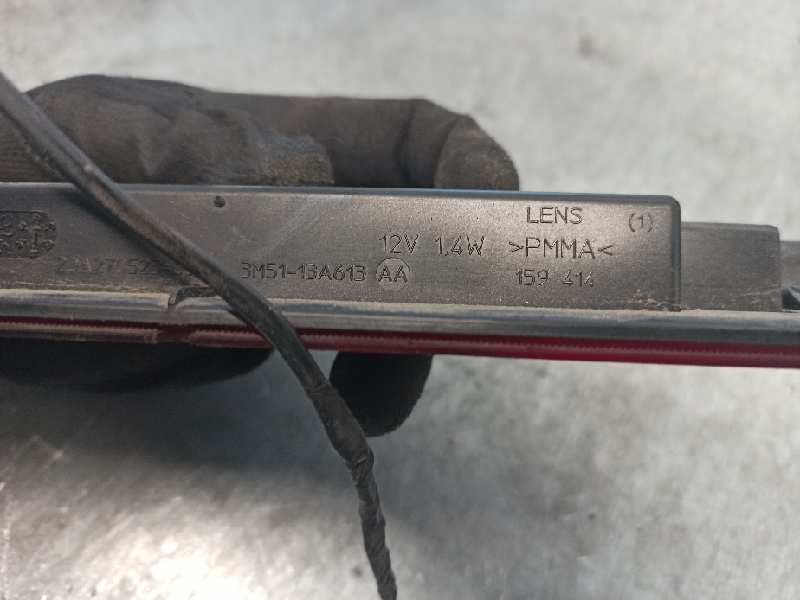 LENS (1)
12V 1.4W >PMMA<
3M51-13A613 AA 159 414